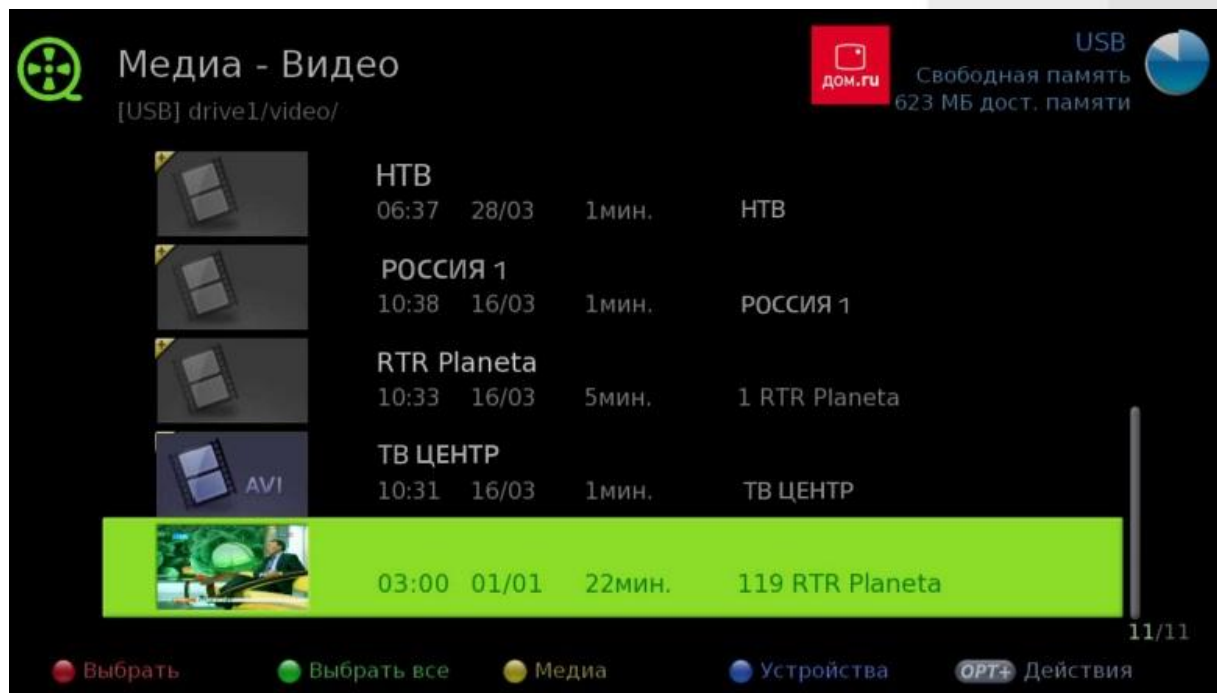 Медиа - Видео
[USB] drive1/video/
дом.ru
USB
Свободная память
623 МБ дост. памяти
НТВ
06:37 28/03 1мин. НТВ
РОССИЯ 1
10:38 16/03 1мин. РОССИЯ 1
RTR Planeta
10:33 16/03 5мин. 1 RTR Planeta
ТВ ЦЕНТР
AVI
10:31 16/03 1мин. ТВ ЦЕНТР
03:00 01/01 22мин. 119 RTR Planeta
11/11
Выбрать Выбрать все Медиа Устройства OPT+ Действия